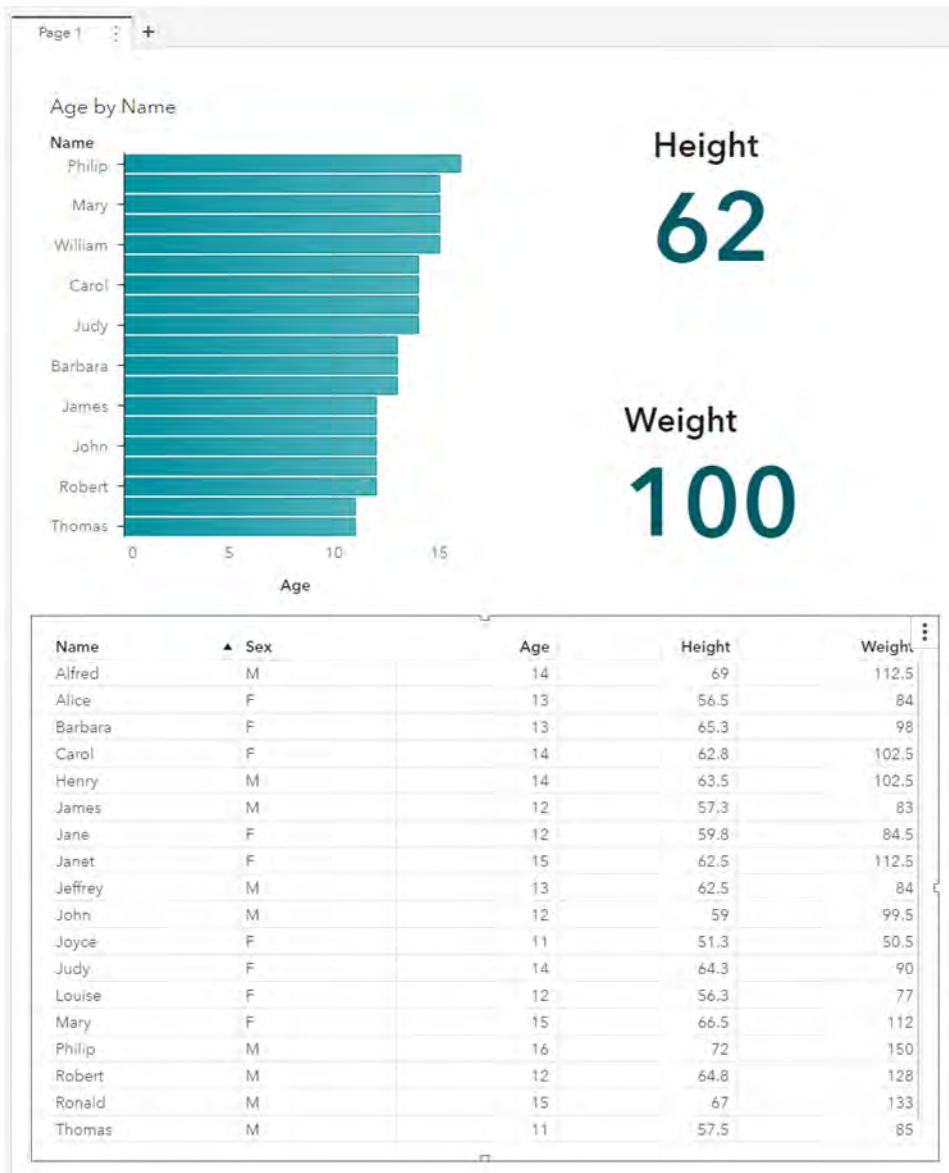 Page 1 +
Age by Name
Name
Philip
Mary
William
Carol
Judy
Barbara
James
John
Robert
Thomas
0 5 10 15
Age
Height
62
Weight
100
Name ▲ Sex Age Height Weight
Alfred M 14 69 112.5
Alice F 13 56.5 84
Barbara F 13 65.3 98
Carol F 14 62.8 102.5
Henry M 14 63.5 102.5
James M 12 57.3 83
Jane F 12 59.8 84.5
Janet F 15 62.5 112.5
Jeffrey M 13 62.5 84
John M 12 59 99.5
Joyce F 11 51.3 50.5
Judy F 14 64.3 90
Louise F 12 56.3 77
Mary F 15 66.5 112
Philip M 16 72 150
Robert M 12 64.8 128
Ronald M 15 67 133
Thomas M 11 57.5 85